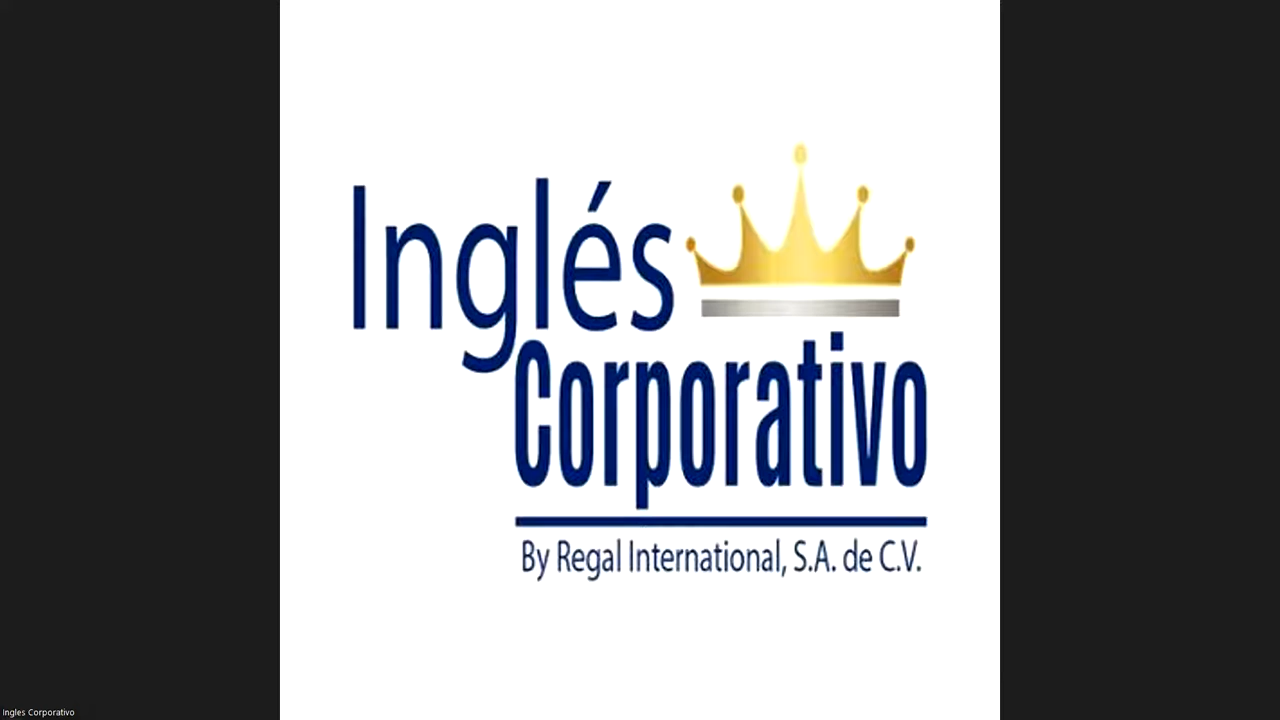 Inglés
Corporativo
By Regal International, S.A. de C.V.
Ingles Corporativo